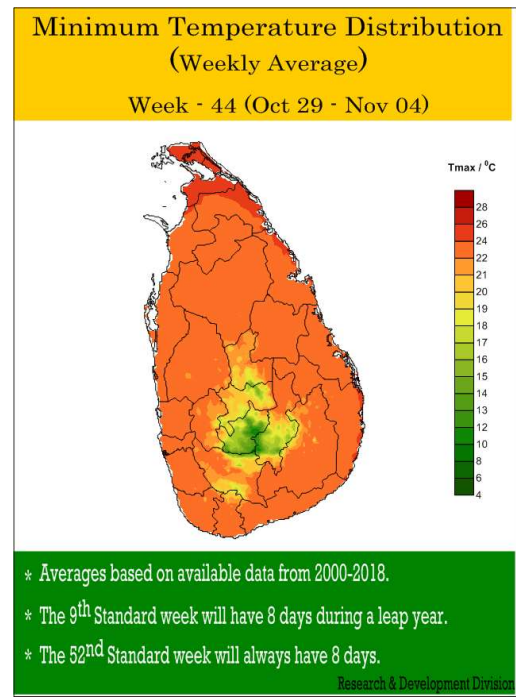 Minimum Temperature Distribution
(Weekly Average)
Week - 44 (Oct 29 - Nov 04)
Tmax / ⁰C
28
26
24
22
21
20
19
18
17
16
15
14
13
12
10
8
6
4
* Averages based on available data from 2000-2018.
* The 9th Standard week will have 8 days during a leap year.
* The 52nd Standard week will always have 8 days.
Research & Development Division